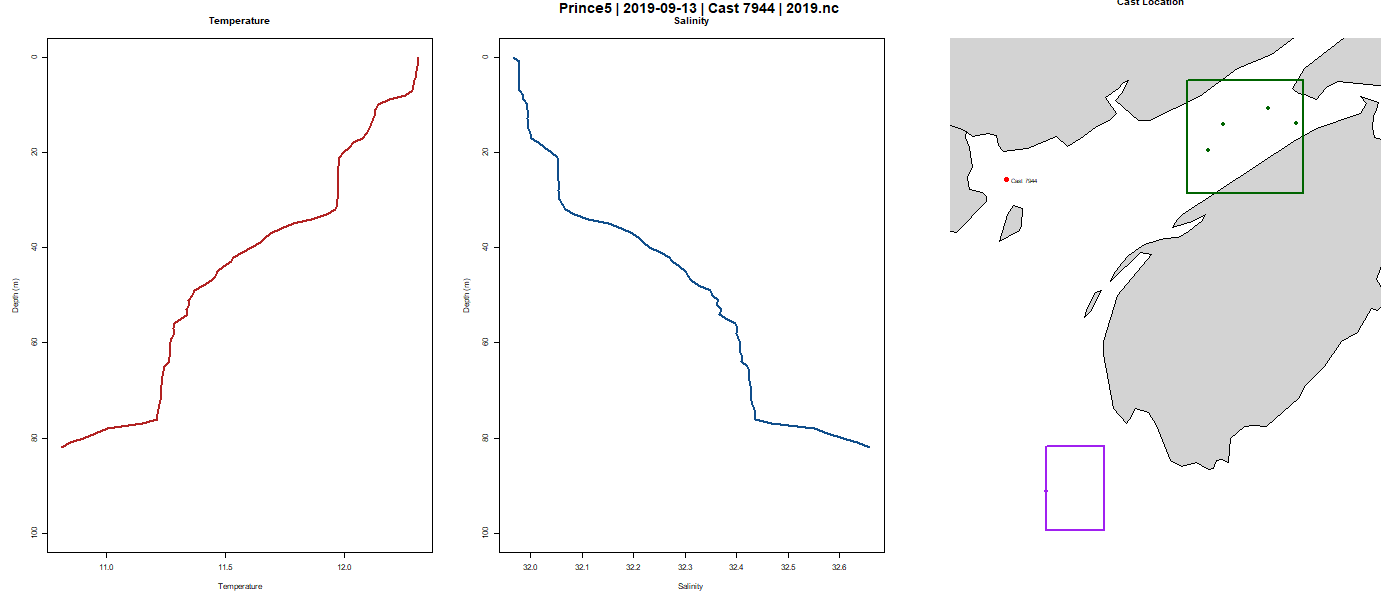 Prince5 | 2019-09-13 | Cast 7944 | 2019.nc
Cast Location
Temperature
Salinity
0
20
40
60
80
100
Depth (m)
11.0
11.5
12.0
Temperature
0
20
40
60
80
100
Depth (m)
32.0
32.1
32.2
32.3
32.4
32.5
32.6
Salinity
Cast: 7944